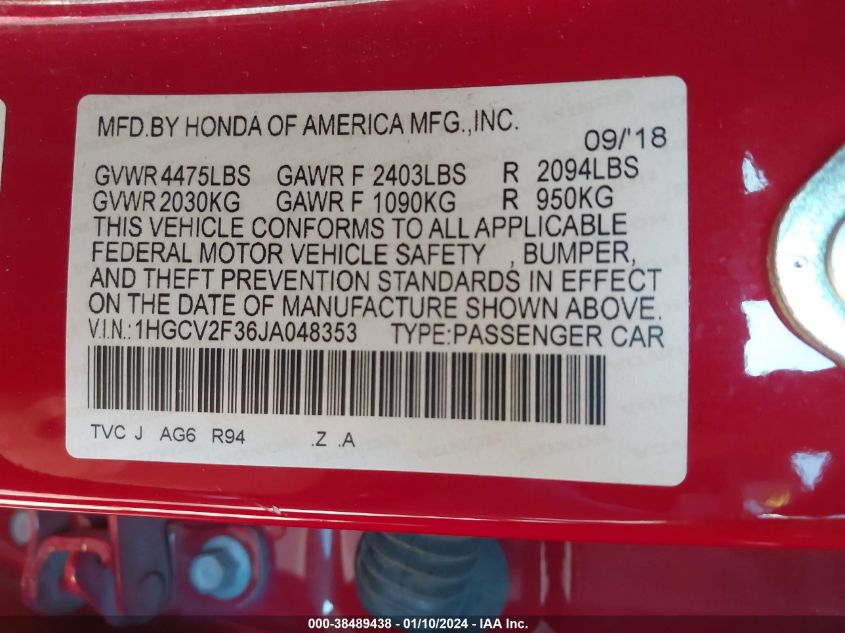 MFD.BY HONDA OF AMERICA MFG.,INC.
09/'18
GVWR 4475LBS GAWR F 2403LBS R 2094LBS
GVWR 2030KG GAWR F 1090KG R 950KG
THIS VEHICLE CONFORMS TO ALL APPLICABLE
FEDERAL MOTOR VEHICLE SAFETY , BUMPER,
AND THEFT PREVENTION STANDARDS IN EFFECT
ON THE DATE OF MANUFACTURE SHOWN ABOVE.
V.I.N.:1HGCV2F36JA048353 TYPE:PASSENGER CAR
TVC J AG6 R94 .Z .A
000-38489438 - 01/10/2024 - IAA Inc.